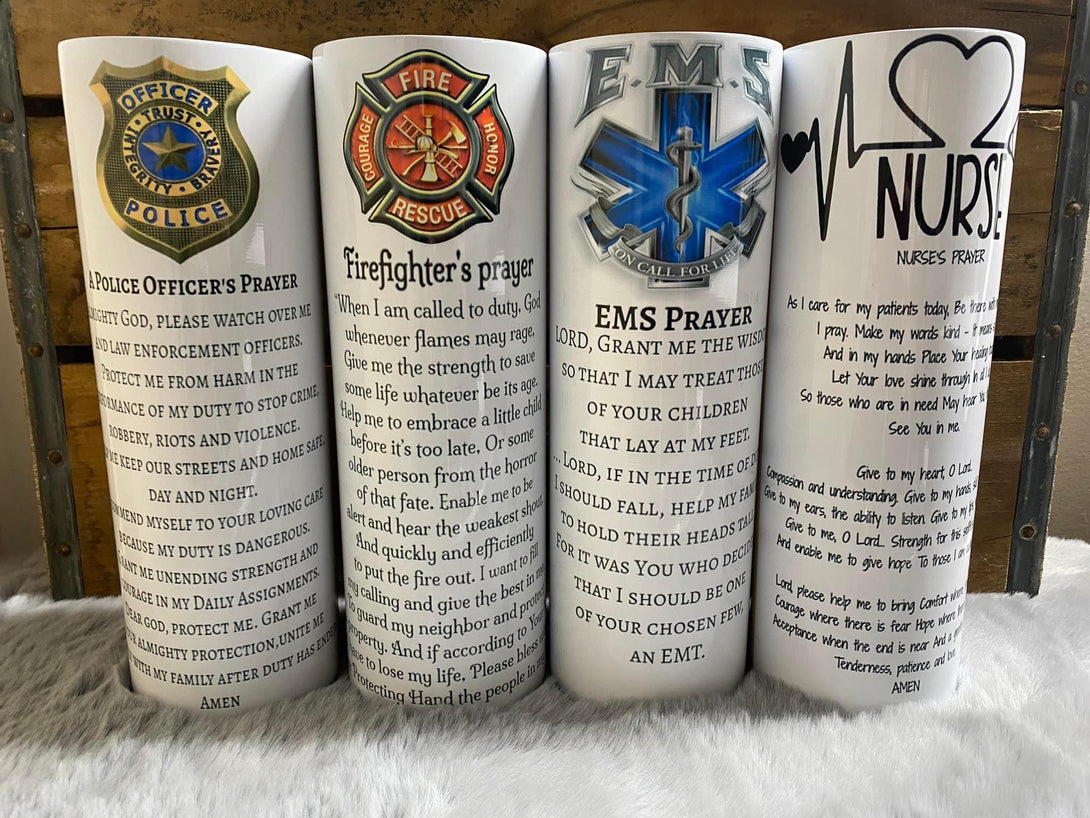 OFFICER
TRUST
INTEGRITY • BRAVERY
POLICE
A POLICE OFFICER'S PRAYER
GOD, PLEASE WATCH OVER ME
AND LAW ENFORCEMENT OFFICERS.
PROTECT ME FROM HARM IN THE
OF MY DUTY TO STOP CRIME,
ROBBERY, RIOTS AND VIOLENCE.
ME KEEP OUR STREETS AND HOME SAFE
DAY AND NIGHT.
MYSELF TO YOUR LOVING CARE
BECAUSE MY DUTY IS DANGEROUS.
GRANT ME UNENDING STRENGTH AND
COURAGE IN MY DAILY ASSIGNMENTS.
DEAR GOD, PROTECT ME. GRANT ME
ALMIGHTY PROTECTION, UNITE ME
WITH MY FAMILY AFTER DUTY HAS
AMEN
FIRE
COURAGE
HONOR
RESCUE
Firefighter's prayer
"When I am called to duty, God
whenever flames may rage,
Give me the strength to save
some life whatever be its age.
Help me to embrace a little child
before it's too late, Or some
older person from the horror
of that fate. Enable me to be
alert and hear the weakest shout,
And quickly and efficiently
to put the fire out. I want to fill
my calling and give the best in
To guard my neighbor and protect
property. And if according to
to lose my life, Please bless
Protecting Hand the people in
E.M.S
ON CALL FOR LIFE
EMS PRAYER
LORD, GRANT ME THE
SO THAT I MAY TREAT
OF YOUR CHILDREN
THAT LAY AT MY FEET.
... LORD, IF IN THE TIME OF
I SHOULD FALL, HELP MY
TO HOLD THEIR HEADS
FOR IT WAS YOU WHO
THAT I SHOULD BE ONE
OF YOUR CHOSEN FEW,
AN EMT.
NURSE
NURSE'S PRAYER
As I care for my patients today, Be there
I pray. Make my words kind - it means
And in my hands Place Your healing
Let Your love shine through in all I
So those who are in need May hear
See You in me.
Give to my heart, O Lord,
Compassion and understanding. Give to my hands,
Give to my ears, the ability to listen. Give to my
Give to me, O Lord. Strength for this
And enable me to give hope To those I am
Lord, please help me to bring Comfort where
Courage where there is fear Hope where
Acceptance when the end is near And a
Tenderness, patience and
AMEN